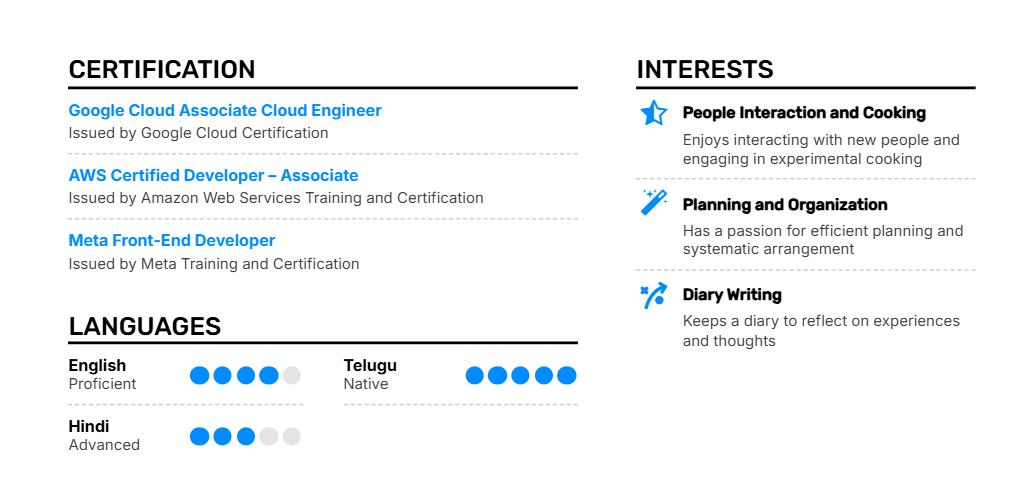 CERTIFICATION
Google Cloud Associate Cloud Engineer
Issued by Google Cloud Certification
AWS Certified Developer – Associate
Issued by Amazon Web Services Training and Certification
Meta Front-End Developer
Issued by Meta Training and Certification
LANGUAGES
English
Proficient
Telugu
Native
Hindi
Advanced
INTERESTS
People Interaction and Cooking
Enjoys interacting with new people and
engaging in experimental cooking
Planning and Organization
Has a passion for efficient planning and
systematic arrangement
Diary Writing
Keeps a diary to reflect on experiences
and thoughts